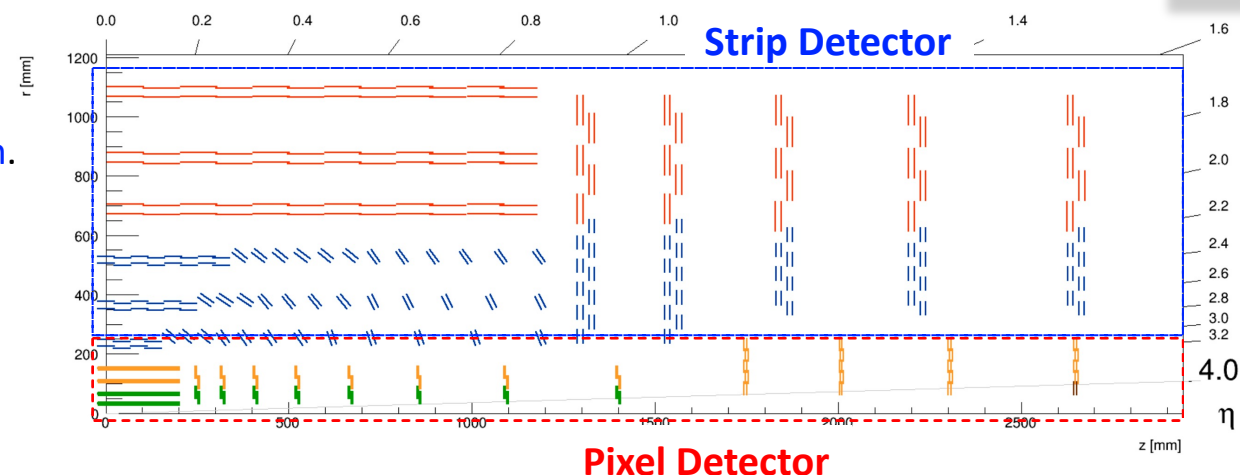 0.0 0.2 0.4 0.6 0.8 1.0 1.4 1.6
Strip Detector
r [mm]
1200
1000
800
600
400
200
0
n.
1.8
2.0
2.2
2.4
2.6
2.8
3.0
3.2
4.0
η
0 500 1000 1500 2000 2500
z [mm]
Pixel Detector